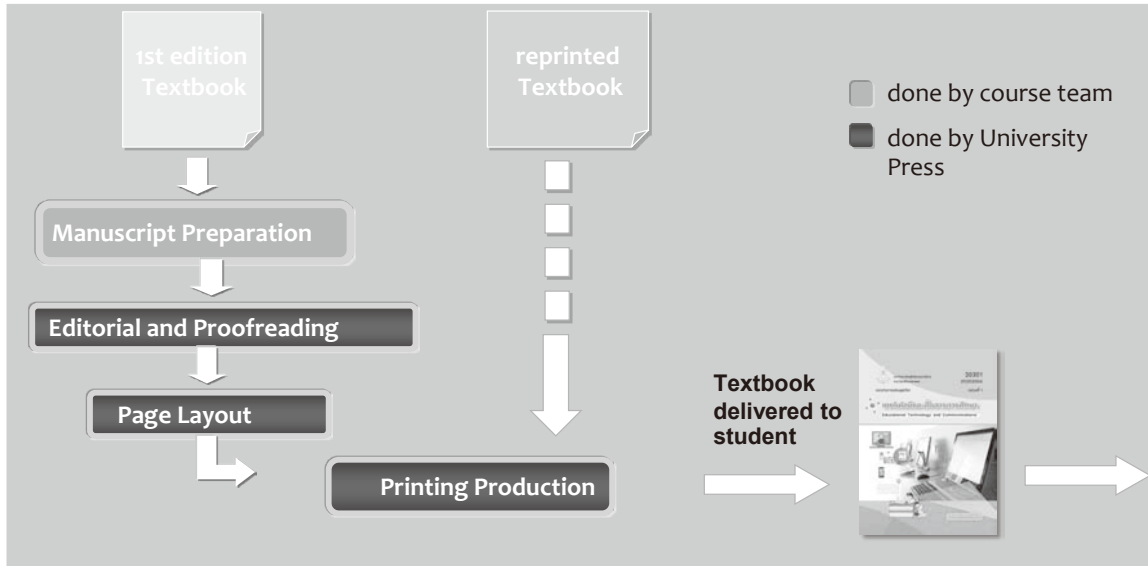 1st edition
Textbook
reprinted
Textbook
done by course team
done by University
Press
Manuscript Preparation
Editorial and Proofreading
Page Layout
Printing Production
Textbook
delivered to
student
Educational Technology and Communications